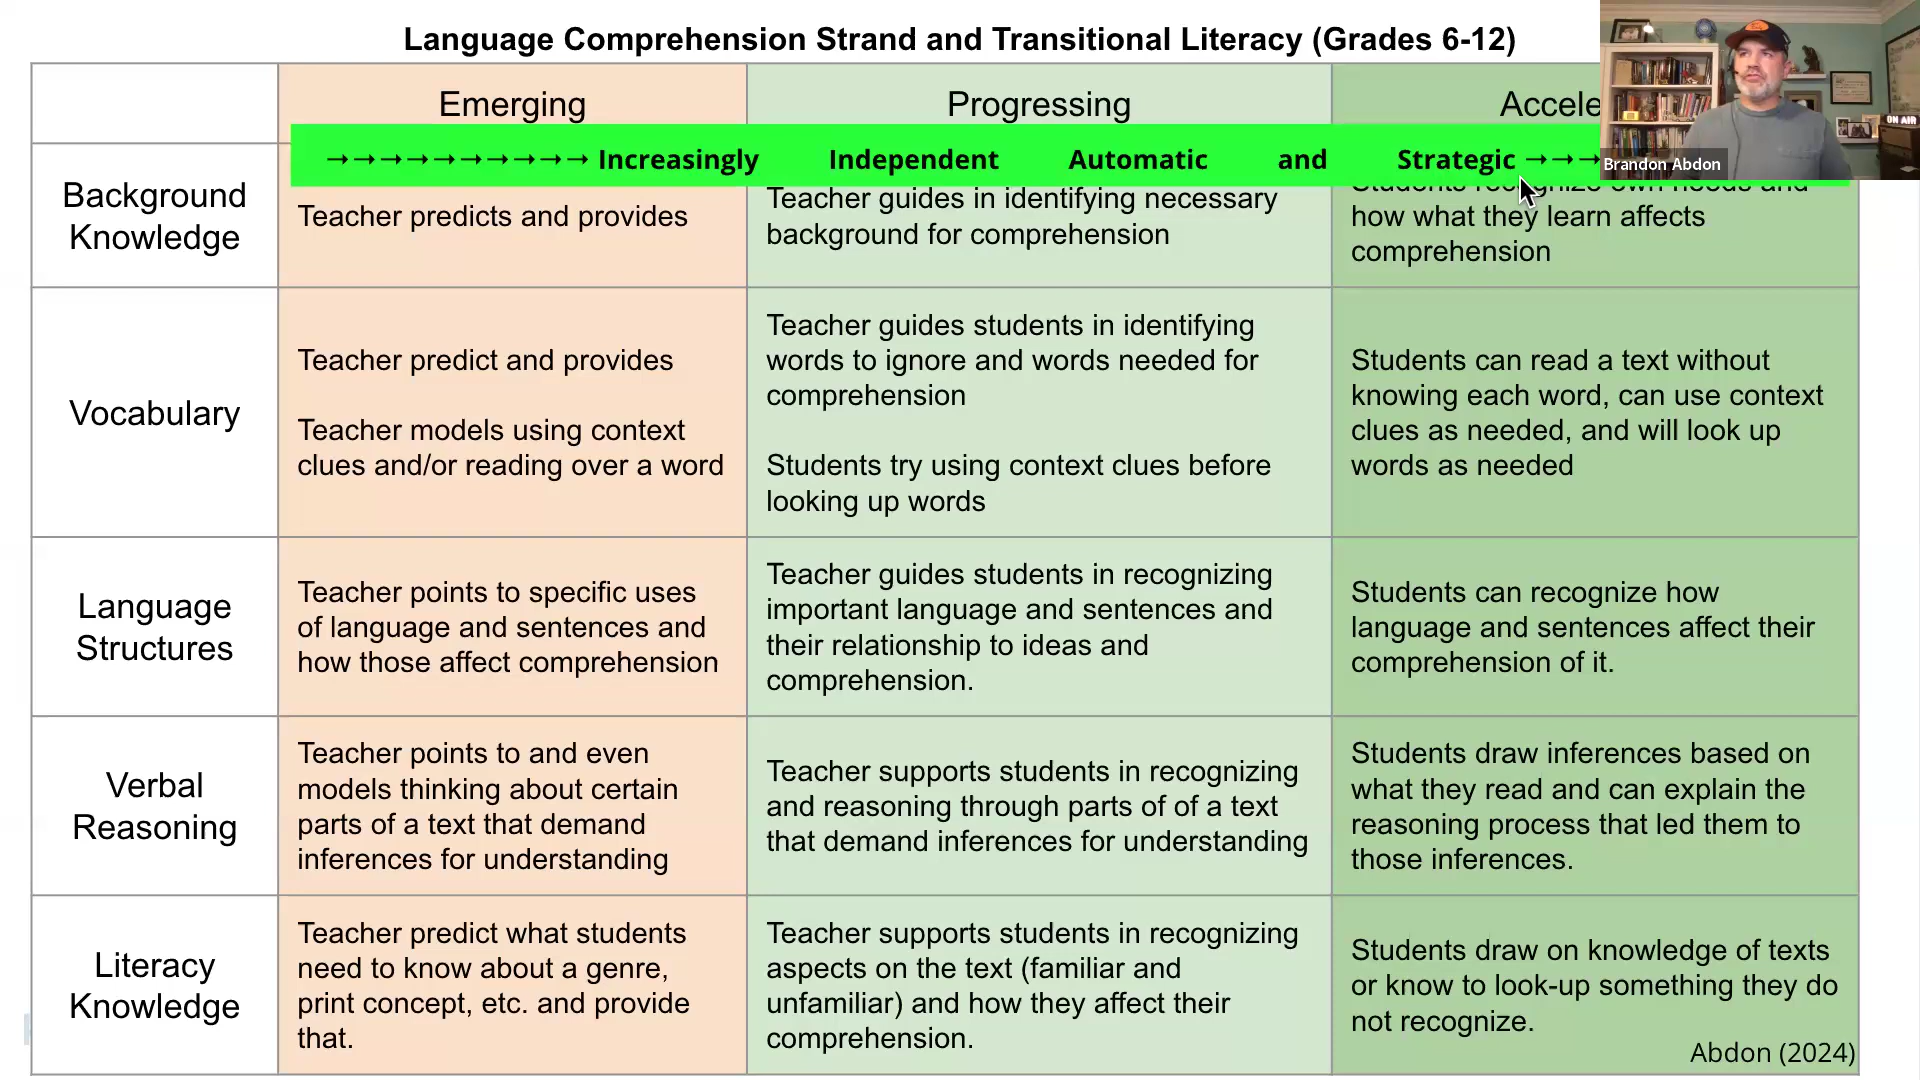 Language Comprehension Strand and Transitional Literacy (Grades 6-12)
Emerging
Progressing
Accele
→→→→→→→→→→ Increasingly Independent Automatic and Strategic →→→
Brandon Abdon
ON AIR
Background
Knowledge
Teacher predicts and provides
Teacher guides in identifying necessary
background for comprehension
Students recognize own needs and
how what they learn affects
comprehension
Vocabulary
Teacher predict and provides
Teacher models using context
clues and/or reading over a word
Teacher guides students in identifying
words to ignore and words needed for
comprehension
Students try using context clues before
looking up words
Students can read a text without
knowing each word, can use context
clues as needed, and will look up
words as needed
Language
Structures
Teacher points to specific uses
of language and sentences and
how those affect comprehension
Teacher guides students in recognizing
important language and sentences and
their relationship to ideas and
comprehension.
Students can recognize how
language and sentences affect their
comprehension of it.
Verbal
Reasoning
Teacher points to and even
models thinking about certain
parts of a text that demand
inferences for understanding
Teacher supports students in recognizing
and reasoning through parts of of a text
that demand inferences for understanding
Students draw inferences based on
what they read and can explain the
reasoning process that led them to
those inferences.
Literacy
Knowledge
Teacher predict what students
need to know about a genre,
print concept, etc. and provide
that.
Teacher supports students in recognizing
aspects on the text (familiar and
unfamiliar) and how they affect their
comprehension.
Students draw on knowledge of texts
or know to look-up something they do
not recognize.
Abdon (2024)